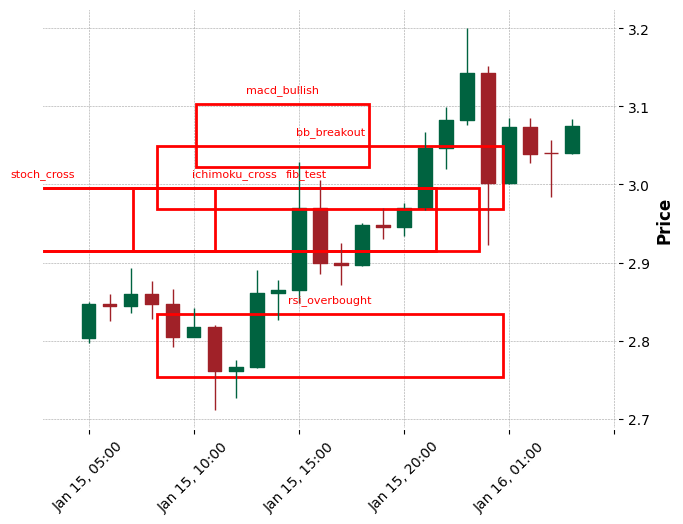 3.2
macd_bullish
3.1
bb_breakout
stoch_cross
ichimoku_cross
fib_test
3.0
Price
2.9
rsi_overbought
2.8
2.7
Jan 15, 05:00
Jan 15, 10:00
Jan 15, 15:00
Jan 15, 20:00
Jan 16, 01:00